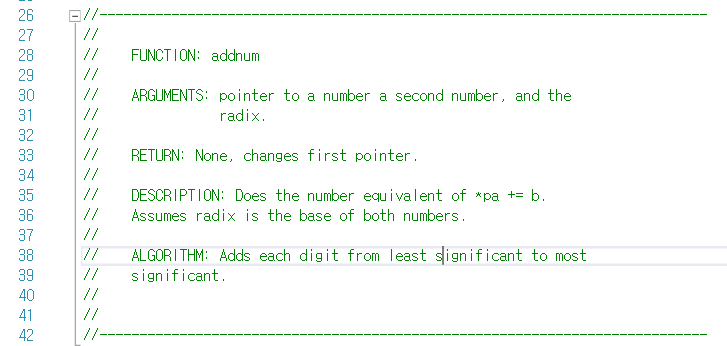 26 //----------------------------------------------------------------------------
27 //
28 //    FUNCTION: addnum
29 //
30 //    ARGUMENTS: pointer to a number a second number, and the
31 //               radix.
32 //
33 //    RETURN: None, changes first pointer.
34 //
35 //    DESCRIPTION: Does the number equivalent of *pa += b.
36 //    Assumes radix is the base of both numbers.
37 //
38 //    ALGORITHM: Adds each digit from least significant to most
39 //    significant.
40 //
41 //
42 //----------------------------------------------------------------------------